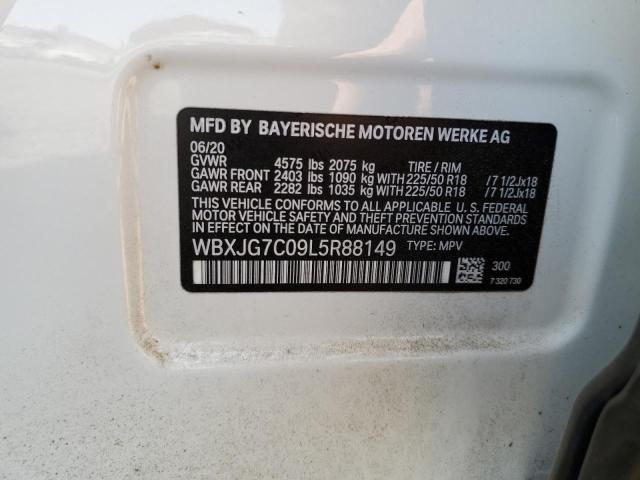 MFD BY BAYERISCHE MOTOREN WERKE AG
06/20
GVWR 4575 lbs 2075 kg TIRE / RIM
GAWR FRONT 2403 lbs 1090 kg WITH 225/50 R18 /7 1/2Jx18
GAWR REAR 2282 lbs 1035 kg WITH 225/50 R18 /7 1/2Jx18
THIS VEHICLE CONFORMS TO ALL APPLICABLE U. S. FEDERAL
MOTOR VEHICLE SAFETY AND THEFT PREVENTION STANDARDS
IN EFFECT ON THE DATE OF MANUFACTURE SHOWN ABOVE.
WBXJG7C09L5R88149 TYPE: MPV
300
7 320 730